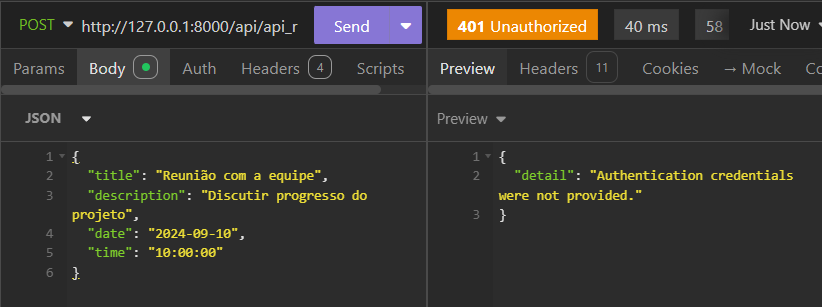 POST http://127.0.0.1:8000/api/api_r Send 401 Unauthorized 40 ms 58 Just Now
Params Body Auth Headers 4 Scripts Preview Headers 11 Cookies → Mock Co
JSON Preview
1 {
2 "title": "Reunião com a equipe",
3 "description": "Discutir progresso do
projeto",
4 "date": "2024-09-10",
5 "time": "10:00:00"
6 }
1 {
2 "detail": "Authentication credentials
were not provided."
3 }